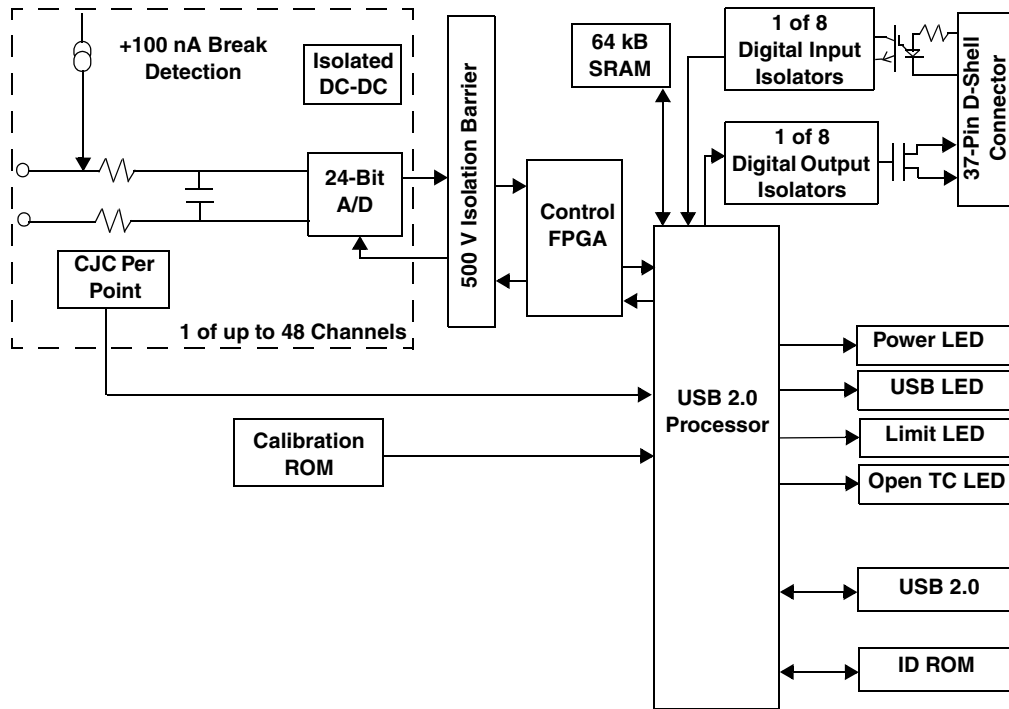 +100 nA Break
Detection
Isolated
DC-DC
24-Bit
A/D
CJC Per
Point
1 of up to 48 Channels
500 V Isolation Barrier
Control
FPGA
64 kB
SRAM
1 of 8
Digital Input
Isolators
1 of 8
Digital Output
Isolators
37-Pin D-Shell
Connector
Calibration
ROM
USB 2.0
Processor
Power LED
USB LED
Limit LED
Open TC LED
USB 2.0
ID ROM